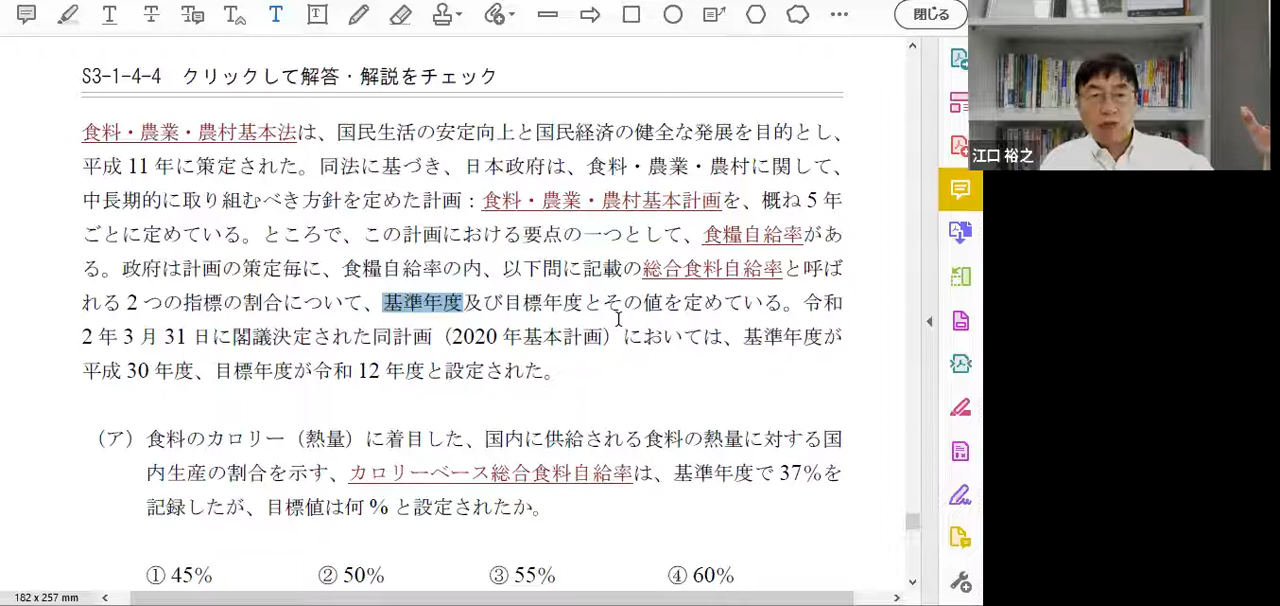 閉じる
S3-1-4-4 クリックして解答・解説をチェック
食料・農業・農村基本法は、国民生活の安定向上と国民経済の健全な発展を目的とし、
平成 11 年に策定された。同法に基づき、日本政府は、食料・農業・農村に関して、
中長期的に取り組むべき方針を定めた計画：食料・農業・農村基本計画を、概ね 5 年
ごとに定めている。ところで、この計画における要点の一つとして、食糧自給率があ
る。政府は計画の策定毎に、食糧自給率の内、以下問に記載の総合食料自給率と呼ば
れる 2 つの指標の割合について、基準年度及び目標年度とその値を定めている。令和
2 年 3 月 31 日に閣議決定された同計画（2020 年基本計画）においては、基準年度が
平成 30 年度、目標年度が令和 12 年度と設定された。
（ア）食料のカロリー（熱量）に着目した、国内に供給される食料の熱量に対する国
内生産の割合を示す、カロリーベース総合食料自給率は、基準年度で 37%を
記録したが、目標値は何 % と設定されたか。
① 45% ② 50% ③ 55% ④ 60%
182 x 257 mm
江口 裕之